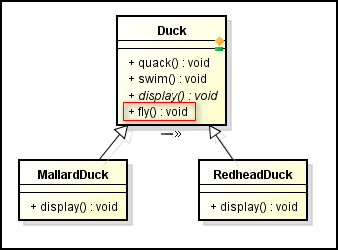 Duck
+ quack() : void
+ swim() : void
+ display() : void
+ fly() : void
MallardDuck
+ display() : void
RedheadDuck
+ display() : void